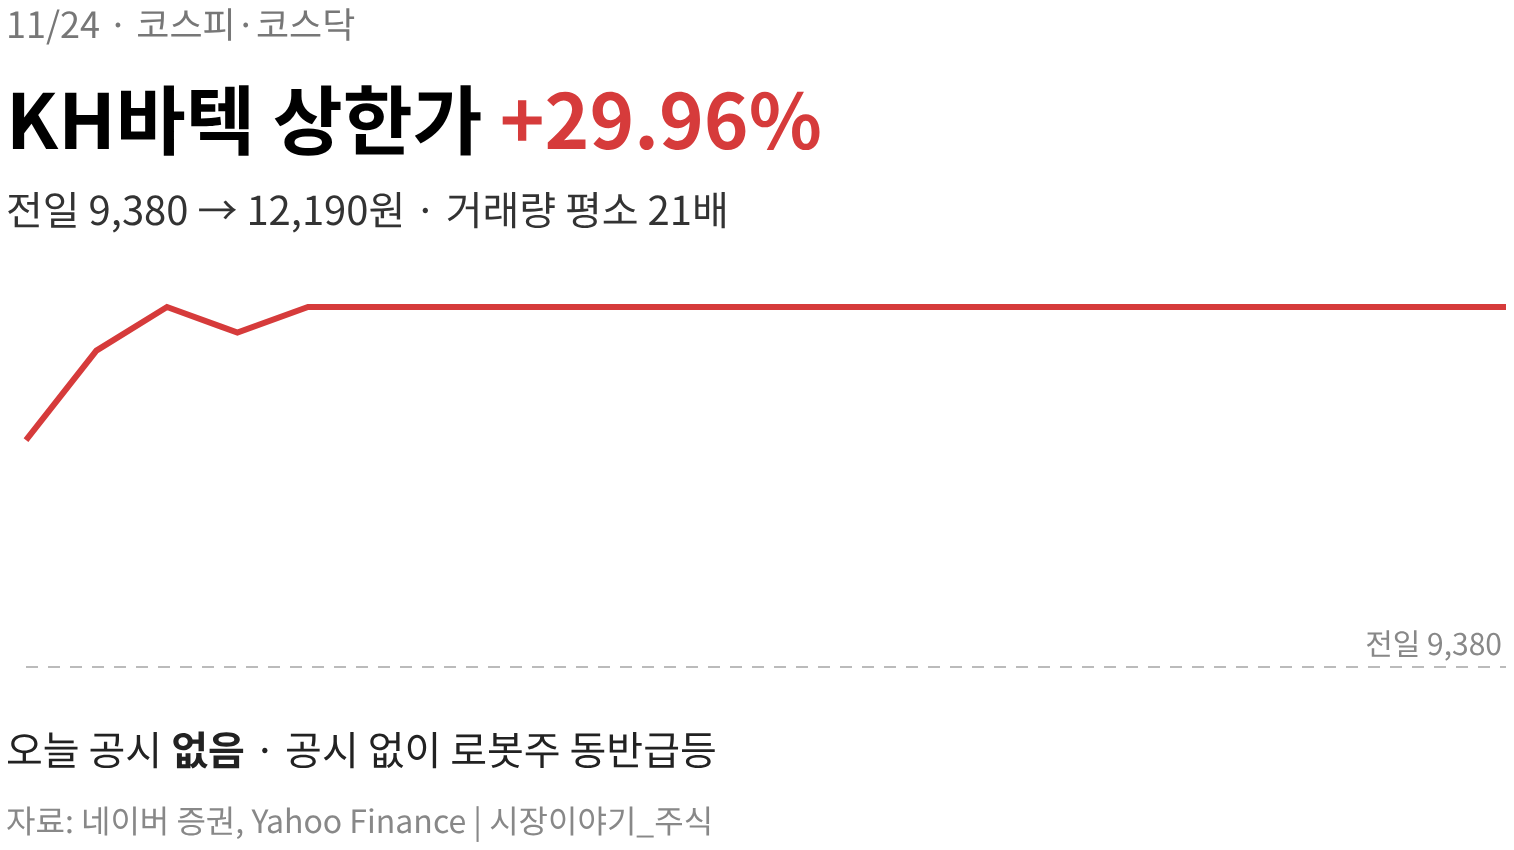 11/24 · 코스피·코스닥
KH바텍 상한가 +29.96%
전일 9,380 → 12,190원 · 거래량 평소 21배
전일 9,380
오늘 공시 없음 · 공시 없이 로봇주 동반급등
자료: 네이버 증권, Yahoo Finance | 시장이야기_주식